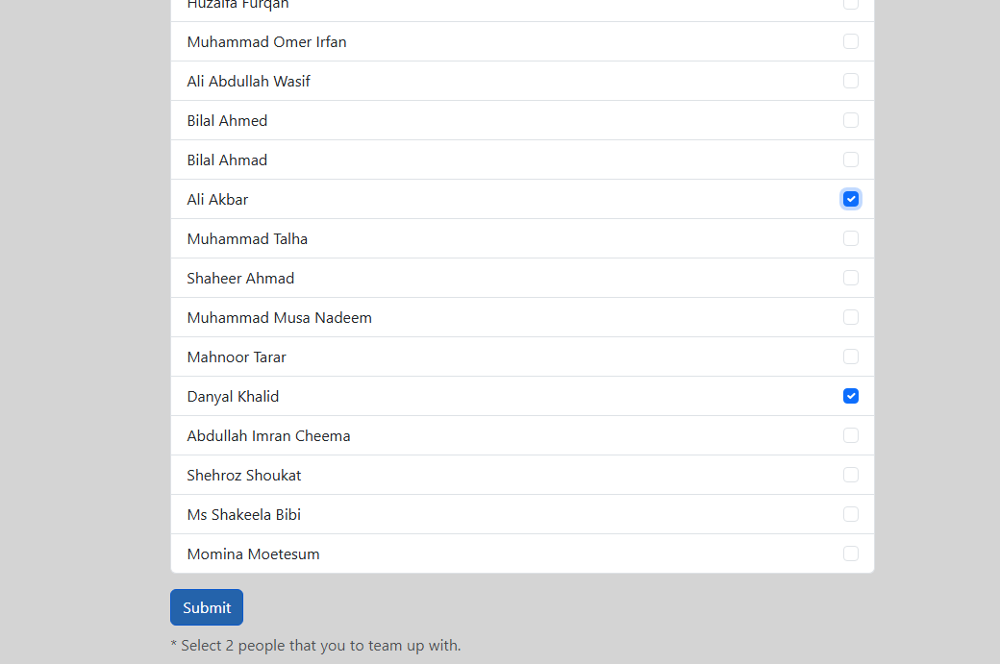 Huzaifa Furqan
Muhammad Omer Irfan
Ali Abdullah Wasif
Bilal Ahmed
Bilal Ahmad
Ali Akbar
Muhammad Talha
Shaheer Ahmad
Muhammad Musa Nadeem
Mahnoor Tarar
Danyal Khalid
Abdullah Imran Cheema
Shehroz Shoukat
Ms Shakeela Bibi
Momina Moetesum
Submit
* Select 2 people that you to team up with.